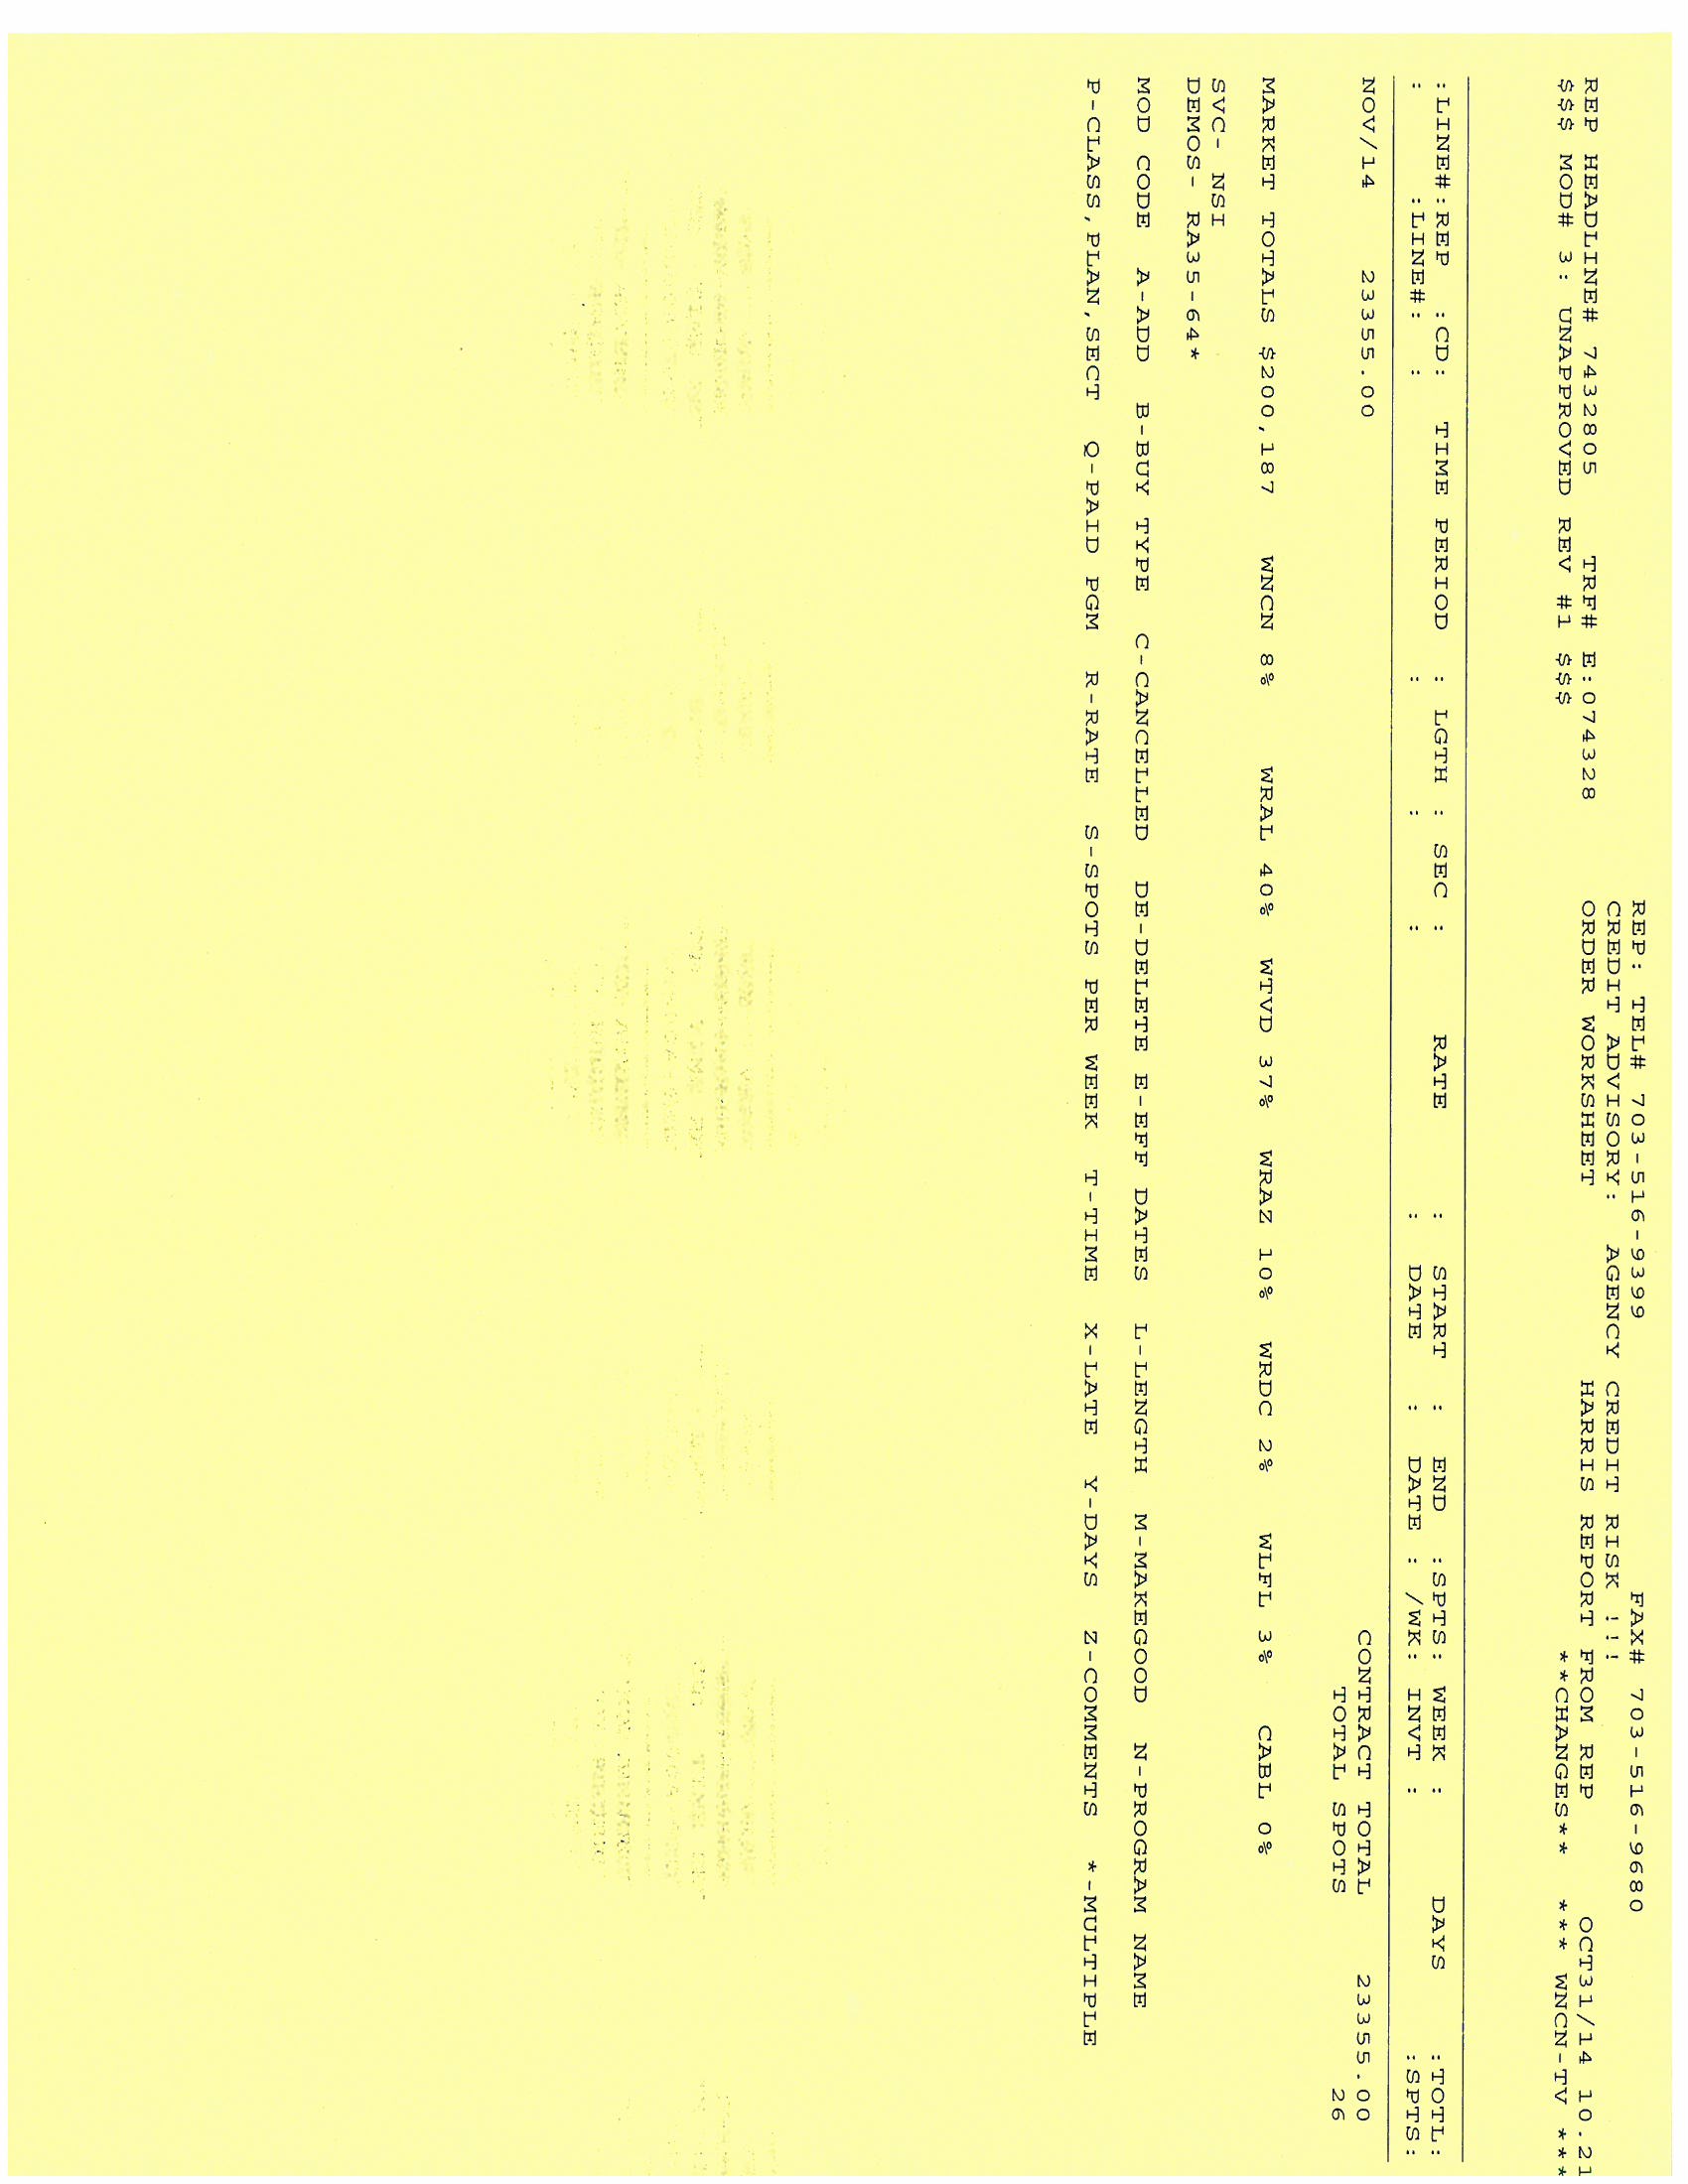 REP: TEL# 703-516-9399 FAX# 703-516-9680
CREDIT ADVISORY: AGENCY CREDIT RISK !!!
REP HEADLINE# 7432805 TRF# E:074328 ORDER WORKSHEET HARRIS REPORT FROM REP OCT31/14 10.21
$$$ MOD# 3: UNAPPROVED REV #1 $$$ **CHANGES** *** WNCN-TV ***
:LINE#:REP :CD: TIME PERIOD : LGTH : SEC : RATE : START : END :SPTS: WEEK : DAYS :TOTL:
: :LINE#: : : : : : DATE : DATE : /WK: INVT : :SPTS:
NOV/14 23355.00 CONTRACT TOTAL 23355.00
TOTAL SPOTS 26
MARKET TOTALS $200,187 WNCN 8% WRAL 40% WTVD 37% WRAZ 10% WRDC 2% WLFL 3% CABL 0%
SVC- NSI
DEMOS- RA35-64*
MOD CODE A-ADD B-BUY TYPE C-CANCELLED DE-DELETE E-EFF DATES L-LENGTH M-MAKEGOOD N-PROGRAM NAME
P-CLASS,PLAN,SECT Q-PAID PGM R-RATE S-SPOTS PER WEEK T-TIME X-LATE Y-DAYS Z-COMMENTS *-MULTIPLE